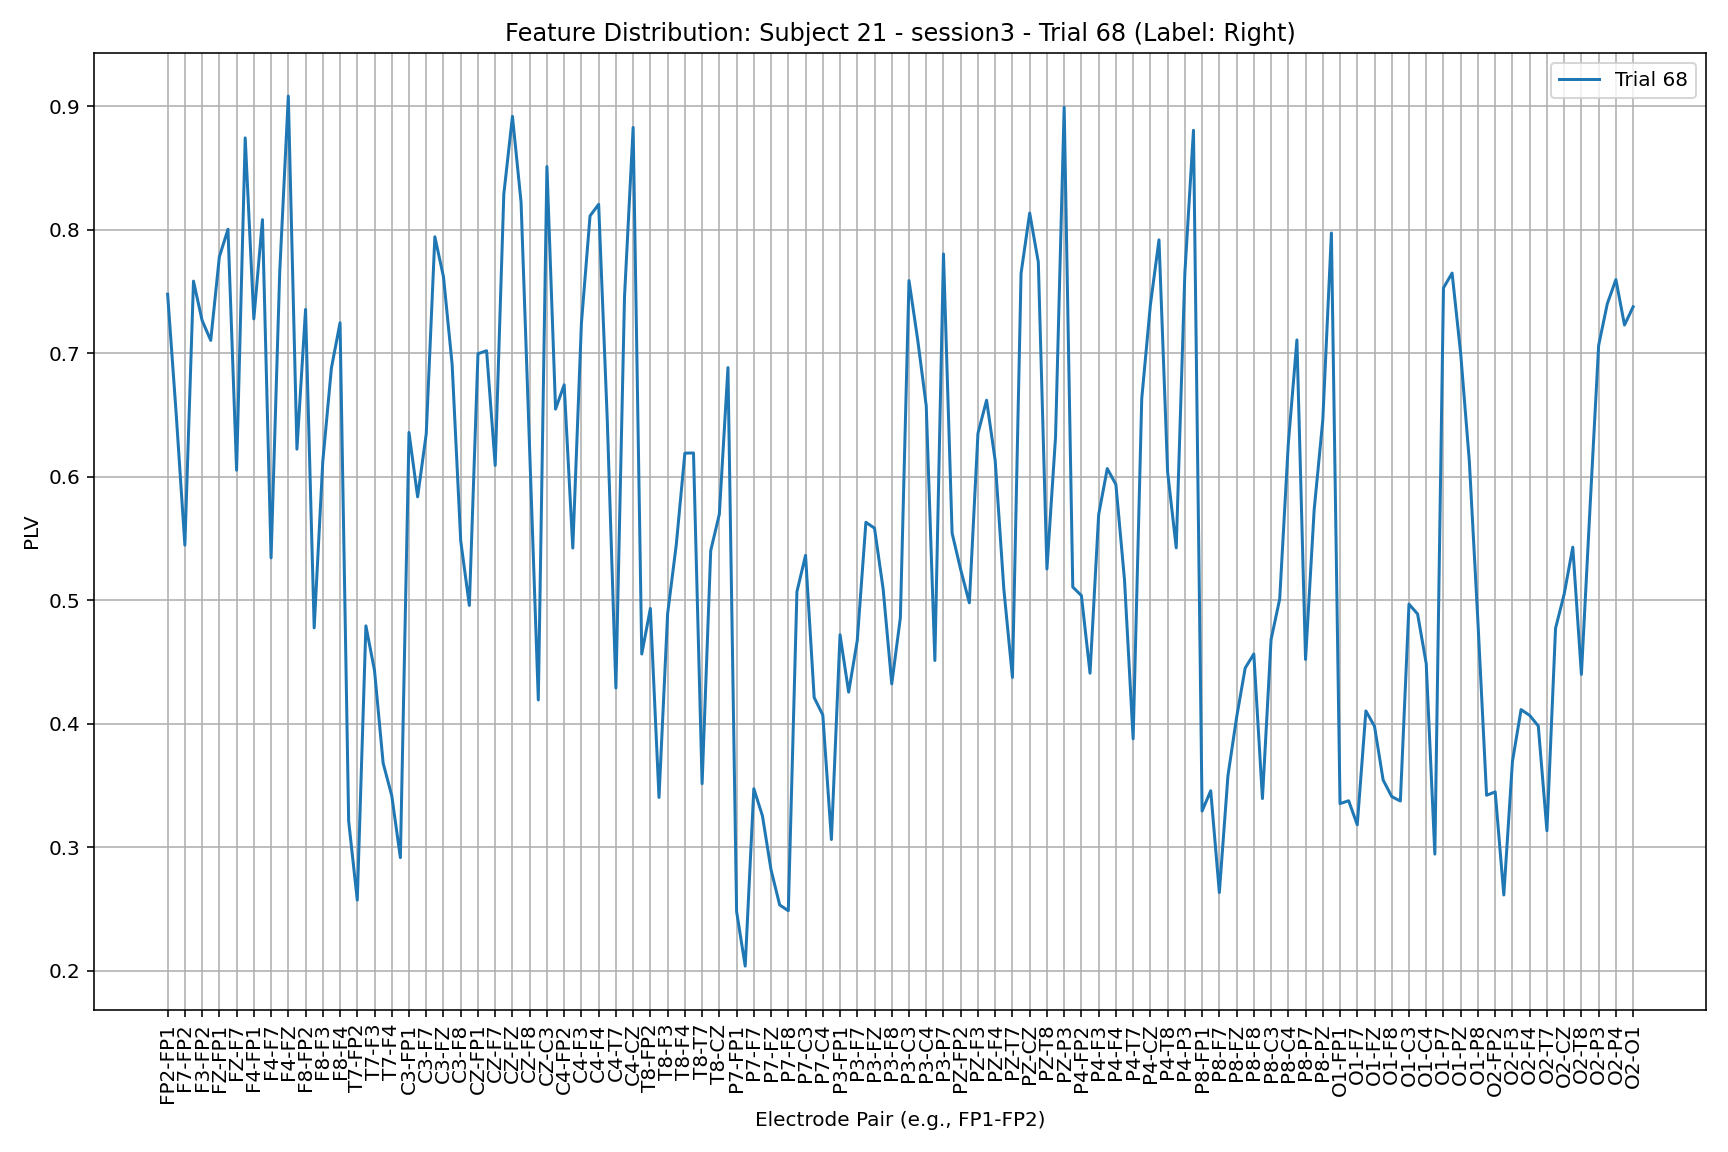 Feature Distribution: Subject 21 - session3 - Trial 68 (Label: Right)
Trial 68
PLV
0.9
0.8
0.7
0.6
0.5
0.4
0.3
0.2
FP2-FP1
F7-FP2
F3-FP2
FZ-FP1
FZ-F7
F4-FP1
F4-F7
F4-FZ
F8-FP2
F8-F3
F8-F4
T7-FP2
T7-F3
T7-F4
C3-FP1
C3-F7
C3-FZ
C3-F8
CZ-FP1
CZ-F7
CZ-FZ
CZ-F8
CZ-C3
C4-FP2
C4-F3
C4-F4
C4-T7
C4-CZ
T8-FP2
T8-F3
T8-F4
T8-T7
T8-CZ
P7-FP1
P7-F7
P7-FZ
P7-F8
P7-C3
P7-C4
P3-FP1
P3-F7
P3-FZ
P3-F8
P3-C3
P3-C4
P3-P7
PZ-FP2
PZ-F3
PZ-F4
PZ-T7
PZ-CZ
PZ-T8
PZ-P3
P4-FP2
P4-F3
P4-F4
P4-T7
P4-CZ
P4-T8
P4-P3
P8-FP1
P8-F7
P8-FZ
P8-F8
P8-C3
P8-C4
P8-P7
P8-PZ
O1-FP1
O1-F7
O1-FZ
O1-F8
O1-C3
O1-C4
O1-P7
O1-PZ
O1-P8
O2-FP2
O2-F3
O2-F4
O2-T7
O2-CZ
O2-T8
O2-P3
O2-P4
O2-O1
Electrode Pair (e.g., FP1-FP2)